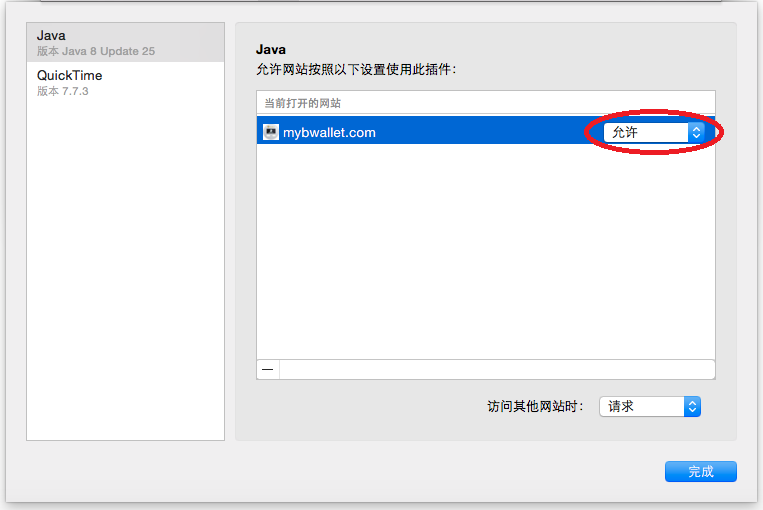 Java
版本 Java 8 Update 25
QuickTime
版本 7.7.3
Java
允许网站按照以下设置使用此插件：
当前打开的网站
mybwallet.com
允许
访问其他网站时：
请求
完成